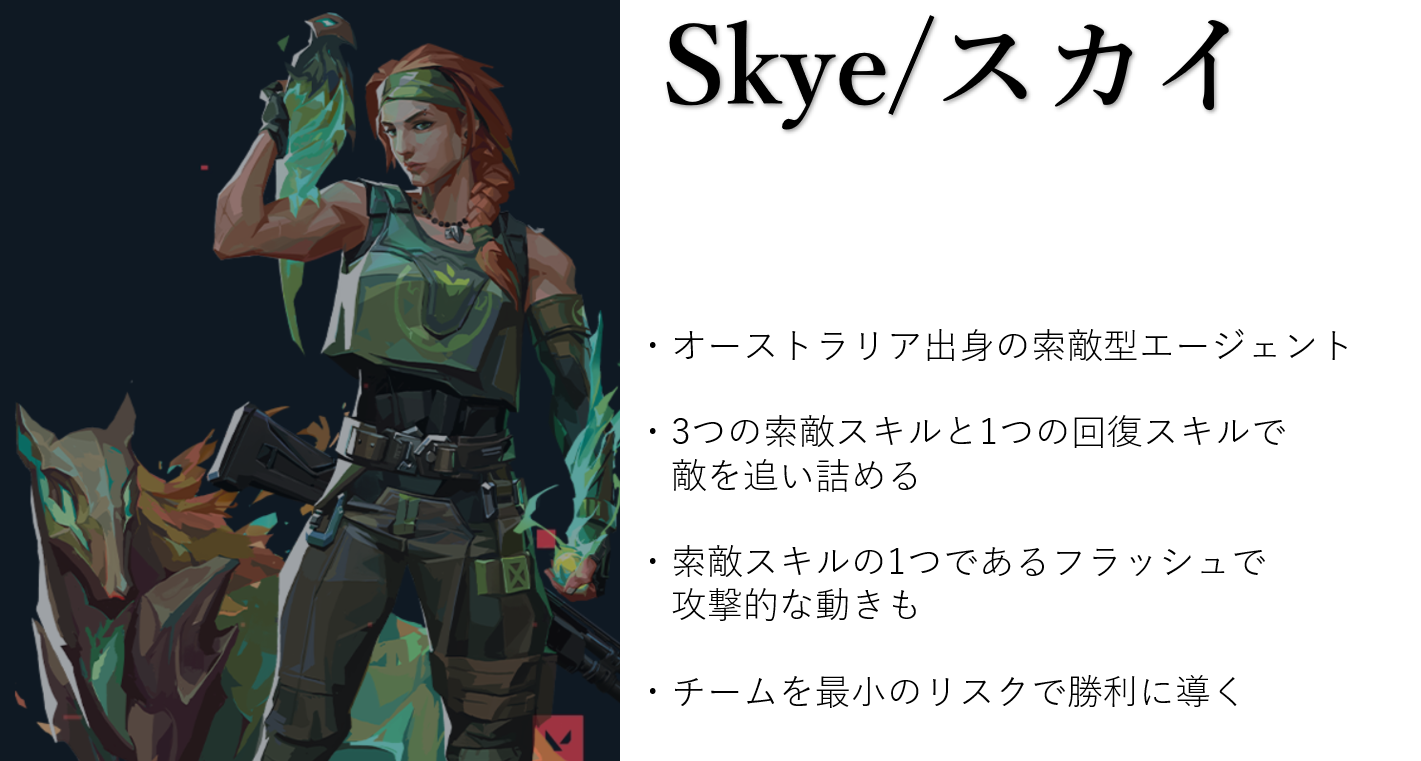 Skye/スカイ
・オーストラリア出身の索敵型エージェント
・3つの索敵スキルと1つの回復スキルで
敵を追い詰める
・索敵スキルの1つであるフラッシュで
攻撃的な動きも
・チームを最小のリスクで勝利に導く